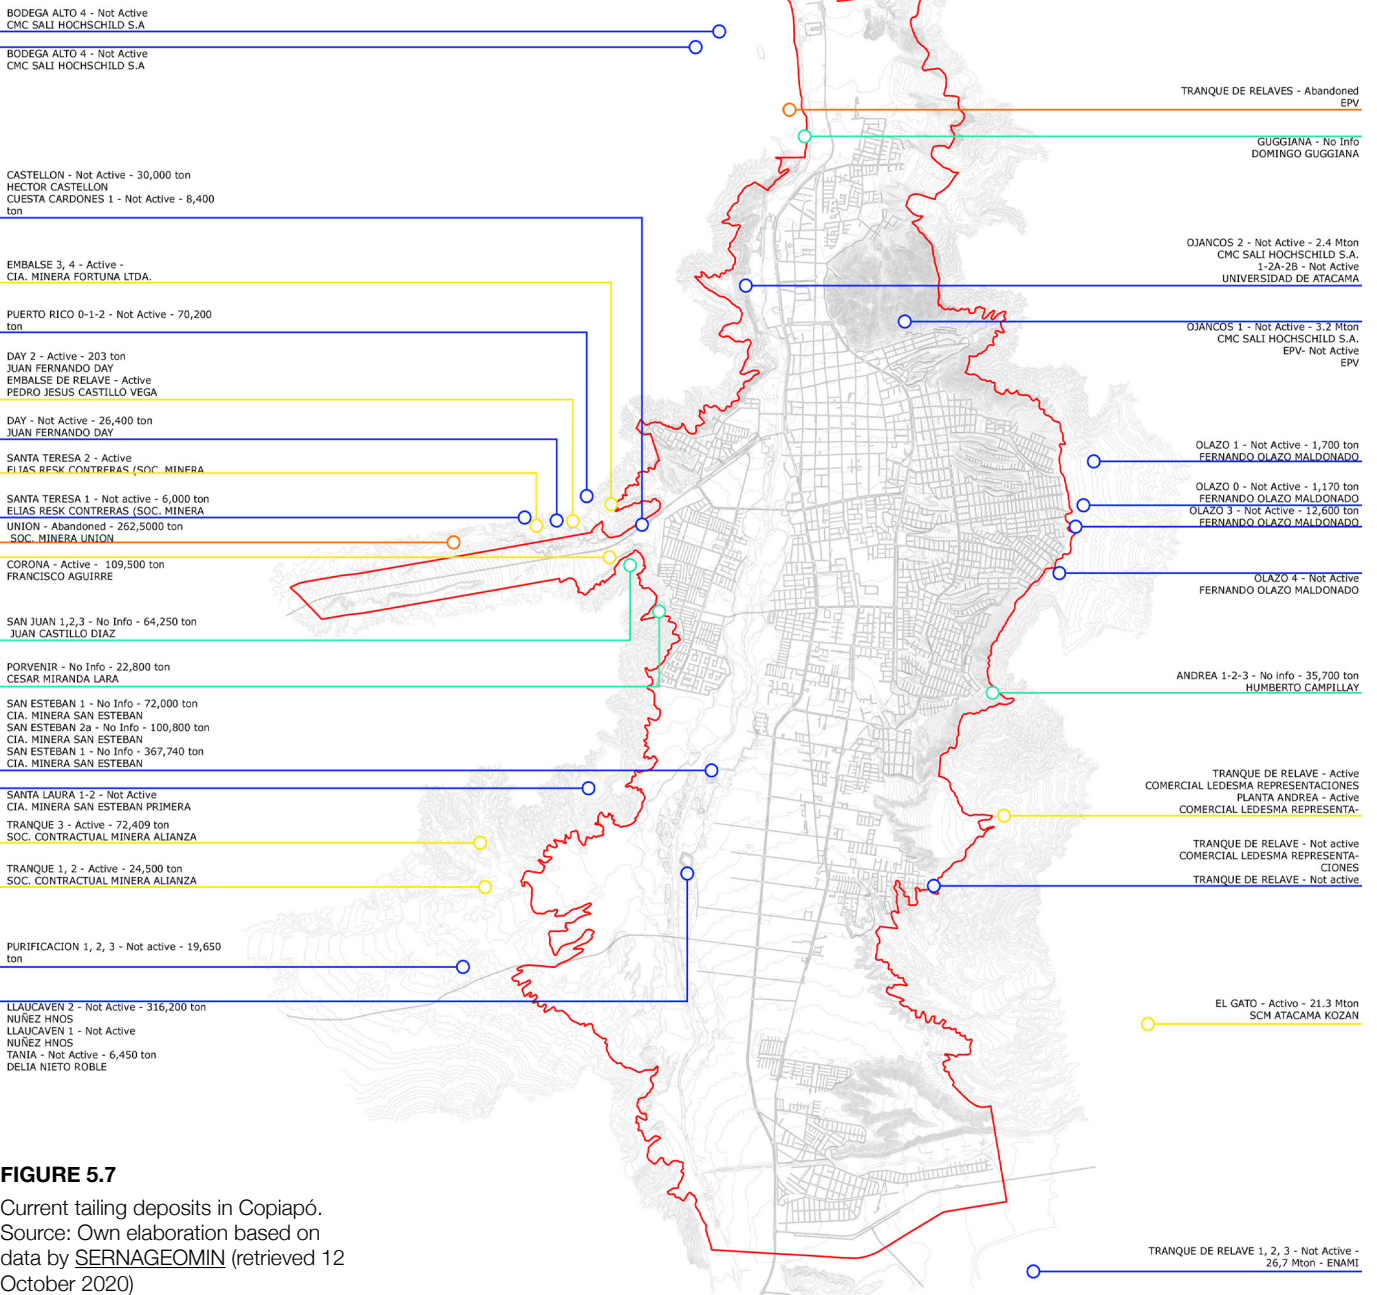 BODEGA ALTO 4 - Not Active
CMC SALI HOCHSCHILD S.A
BODEGA ALTO 4 - Not Active
CMC SALI HOCHSCHILD S.A
CASTELLON - Not Active - 30,000 ton
HECTOR CASTELLON
CUESTA CARDONES 1 - Not Active - 8,400
ton
EMBALSE 3, 4 - Active -
CIA. MINERA FORTUNA LTDA.
PUERTO RICO 0-1-2 - Not Active - 70,200
ton
DAY 2 - Active - 203 ton
JUAN FERNANDO DAY
EMBALSE DE RELAVE - Active
PEDRO JESUS CASTILLO VEGA
DAY - Not Active - 26,400 ton
JUAN FERNANDO DAY
SANTA TERESA 2 - Active
ELIAS RESK CONTRERAS (SOC. MINERA
SANTA TERESA 1 - Not active - 6,000 ton
ELIAS RESK CONTRERAS (SOC. MINERA
UNION - Abandoned - 262,5000 ton
SOC. MINERA UNION
CORONA - Active - 109,500 ton
FRANCISCO AGUIRRE
SAN JUAN 1,2,3 - No Info - 64,250 ton
JUAN CASTILLO DIAZ
PORVENIR - No Info - 22,800 ton
CESAR MIRANDA LARA
SAN ESTEBAN 1 - No Info - 72,000 ton
CIA. MINERA SAN ESTEBAN
SAN ESTEBAN 2a - No Info - 100,800 ton
CIA. MINERA SAN ESTEBAN
SAN ESTEBAN 1 - No Info - 367,740 ton
CIA. MINERA SAN ESTEBAN
SANTA LAURA 1-2 - Not Active
CIA. MINERA SAN ESTEBAN PRIMERA
TRANQUE 3 - Active - 72,409 ton
SOC. CONTRACTUAL MINERA ALIANZA
TRANQUE 1, 2 - Active - 24,500 ton
SOC. CONTRACTUAL MINERA ALIANZA
PURIFICACION 1, 2, 3 - Not active - 19,650
ton
LLAUCAVEN 2 - Not Active - 316,200 ton
NUÑEZ HNOS
LLAUCAVEN 1 - Not Active
NUÑEZ HNOS
TANIA - Not Active - 6,450 ton
DELIA NIETO ROBLE
TRANQUE DE RELAVES - Abandoned
EPV
GUGGIANA - No Info
DOMINGO GUGGIANA
OJANCOS 2 - Not Active - 2.4 Mton
CMC SALI HOCHSCHILD S.A.
1-2A-2B - Not Active
UNIVERSIDAD DE ATACAMA
OJANCOS 1 - Not Active - 3.2 Mton
CMC SALI HOCHSCHILD S.A.
EPV- Not Active
EPV
OLAZO 1 - Not Active - 1,700 ton
FERNANDO OLAZO MALDONADO
OLAZO 0 - Not Active - 1,170 ton
FERNANDO OLAZO MALDONADO
OLAZO 3 - Not Active - 12,600 ton
FERNANDO OLAZO MALDONADO
OLAZO 4 - Not Active
FERNANDO OLAZO MALDONADO
ANDREA 1-2-3 - No info - 35,700 ton
HUMBERTO CAMPILLAY
TRANQUE DE RELAVE - Active
COMERCIAL LEDESMA REPRESENTACIONES
PLANTA ANDREA - Active
COMERCIAL LEDESMA REPRESENTA-
TRANQUE DE RELAVE - Not active
COMERCIAL LEDESMA REPRESENTA-
CIONES
TRANQUE DE RELAVE - Not active
EL GATO - Activo - 21.3 Mton
SCM ATACAMA KOZAN
TRANQUE DE RELAVE 1, 2, 3 - Not Active -
26,7 Mton - ENAMI
FIGURE 5.7
Current tailing deposits in Copiapó.
Source: Own elaboration based on
data by SERNAGEOMIN (retrieved 12
October 2020)